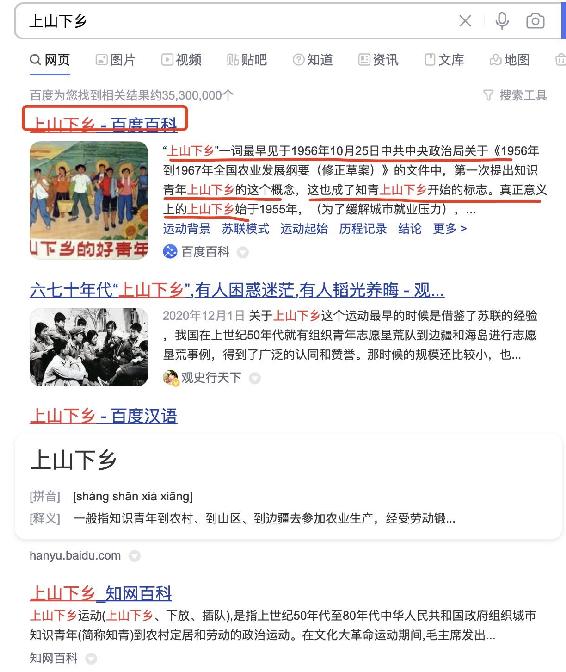 上山下乡
网页 图片 视频 贴吧 知道 资讯 文库 地图
百度为您找到相关结果约35,300,000个 搜索工具
上山下乡 - 百度百科
“上山下乡”一词最早见于1956年10月25日中共中央政治局关于《1956年
到1967年全国农业发展纲要（修正草案）》的文件中，第一次提出知识
青年上山下乡的这个概念，这也成了知青上山下乡开始的标志。真正意义
上的上山下乡始于1955年，（为了缓解城市就业压力），...
运动背景 苏联模式 运动起始 历程记录 结论 更多 >
山下乡的好青年
百度百科
六七十年代“上山下乡”,有人困惑迷茫,有人韬光养晦 - 观...
2020年12月1日 关于上山下乡这个运动最早的时候是借鉴了苏联的经验
，我国在上世纪50年代就有组织青年志愿垦荒队到边疆和海岛进行志愿
垦荒事例，得到了广泛的认同和赞誉。那时候的规模还比较小，也...
观史行天下
上山下乡 - 百度汉语
上山下乡
[拼音] [shàng shān xià xiāng]
[释义] 一般指知识青年到农村、到山区、到边疆去参加农业生产，经受劳动锻...
hanyu.baidu.com
上山下乡_知网百科
上山下乡运动(上山下乡、下放、插队),是指上世纪50年代至80年代中华人民共和国政府组织城市
知识青年(简称知青)到农村定居和劳动的政治运动。在文化大革命运动期间,毛主席发出...
知网百科